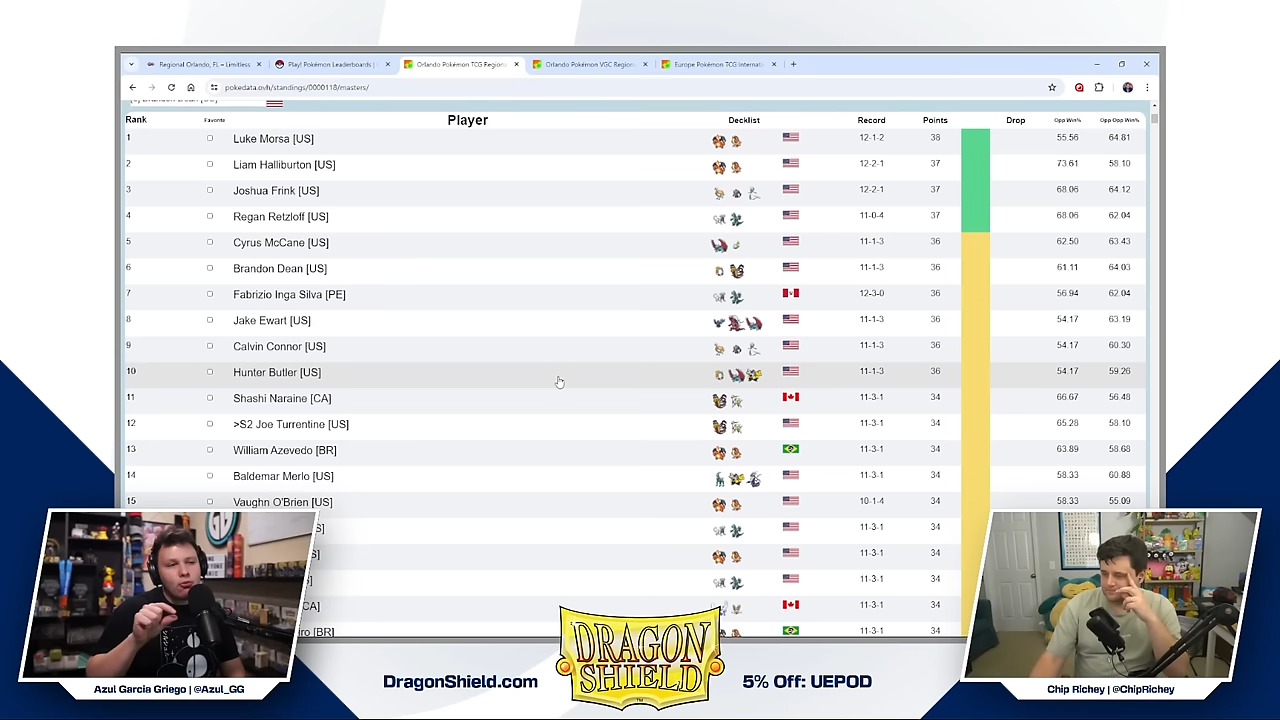 Regional Orlando, FL – Limitless
Play! Pokémon Leaderboards |
Orlando Pokémon TCG Regiona
Orlando Pokémon VGC Region
Europe Pokémon TCG Internat
pokedata.ovh/standings/0000118/masters/
Rank Favorite Player Decklist Record Points Drop Opp Win% Opp Opp Win%
1 Luke Morsa [US] 12-1-2 38 55.56 64.81
2 Liam Halliburton [US] 12-2-1 37 73.61 58.10
3 Joshua Frink [US] 12-2-1 37 68.06 64.12
4 Regan Retzloff [US] 11-0-4 37 68.06 62.04
5 Cyrus McCane [US] 11-1-3 36 62.50 63.43
6 Brandon Dean [US] 11-1-3 36 61.11 64.03
7 Fabrizio Inga Silva [PE] 12-3-0 36 56.94 62.04
8 Jake Ewart [US] 11-1-3 36 54.17 63.19
9 Calvin Connor [US] 11-1-3 36 54.17 60.30
10 Hunter Butler [US] 11-1-3 36 54.17 59.26
11 Shashi Naraine [CA] 11-3-1 34 66.67 56.48
12 >S2 Joe Turrentine [US] 11-3-1 34 65.28 58.10
13 William Azevedo [BR] 11-3-1 34 63.89 58.68
14 Baldemar Merlo [US] 11-3-1 34 58.33 60.88
15 Vaughn O'Brien [US] 10-1-4 34 58.33 55.09
S] 11-3-1 34
S] 11-3-1 34
] 11-3-1 34
CA] 11-3-1 34
iro [BR] 11-3-1 34
DRAGON
SHIELD
Azul Garcia Griego | @Azul_GG
DragonShield.com
5% Off: UEPOD
Chip Richey | @ChipRichey